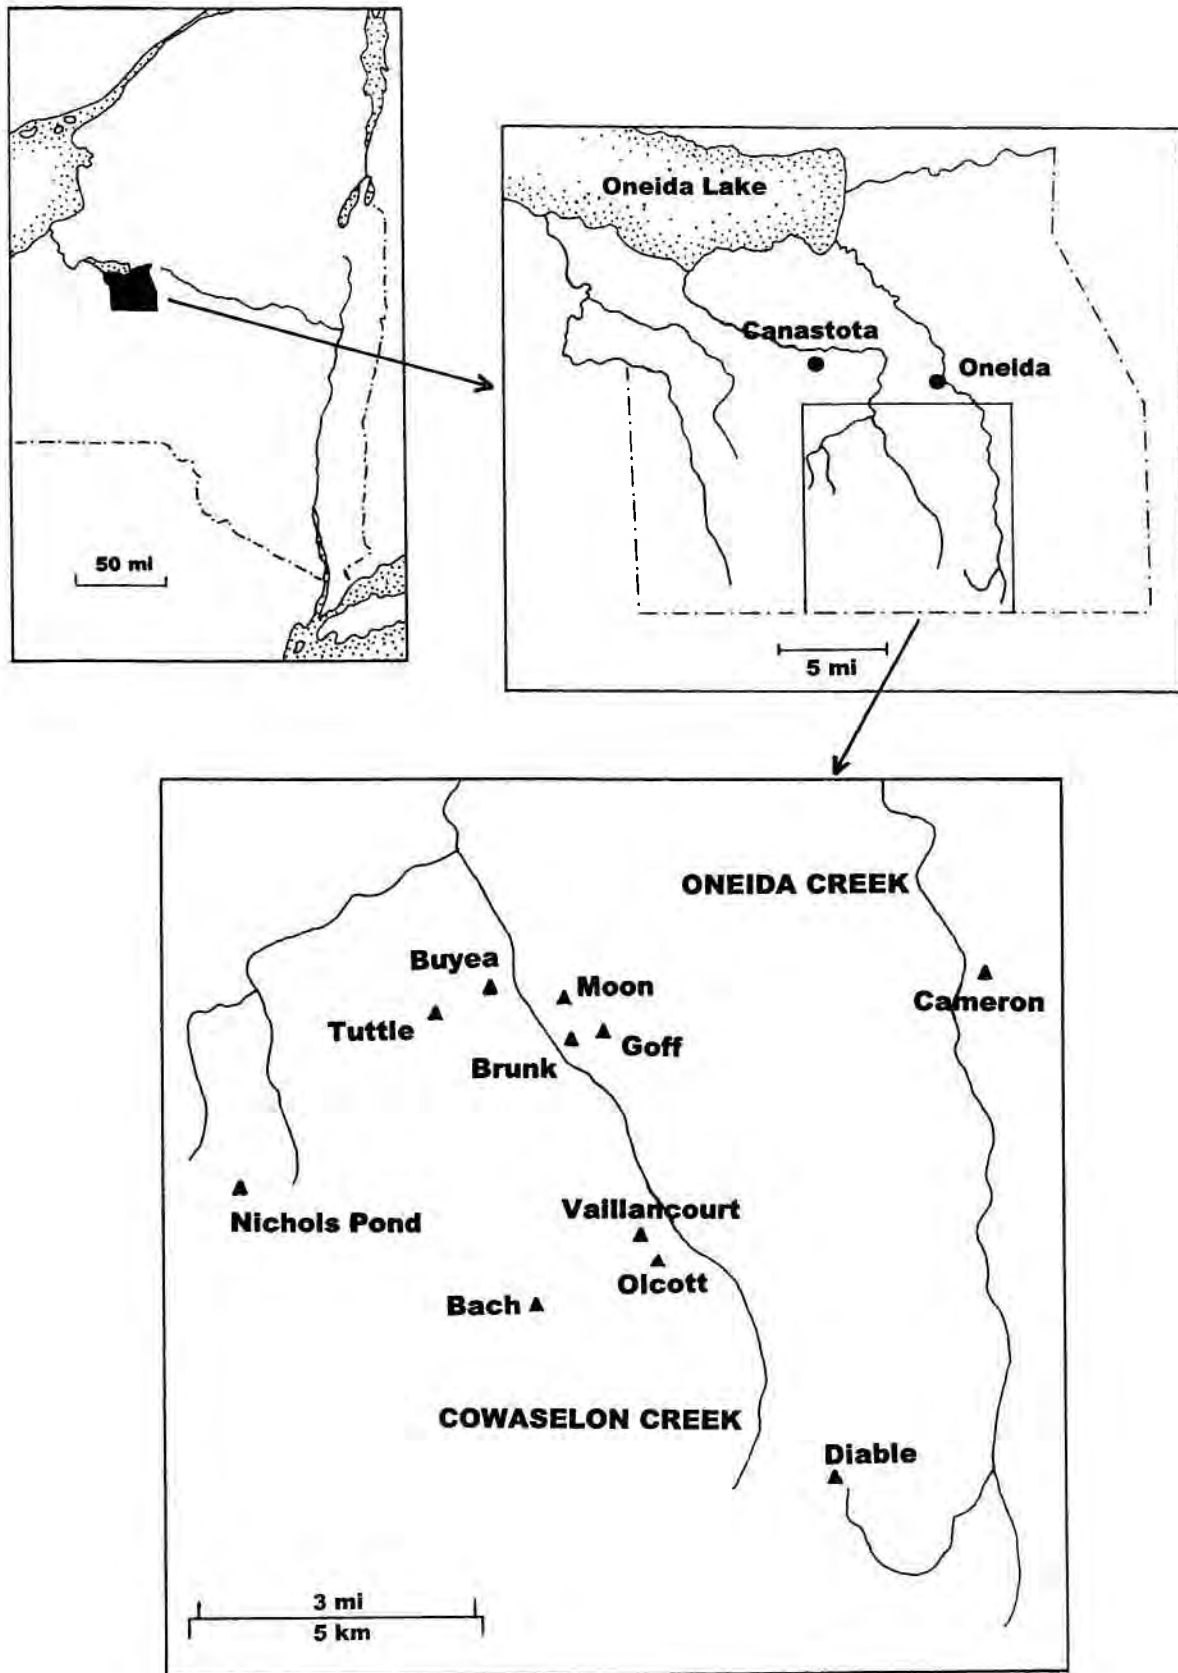 50 mi
Oneida Lake
Canastota
Oneida
5 mi
ONEIDA CREEK
Buyea
Moon
Cameron
Tuttle
Goff
Brunk
Vaillancourt
Nichols Pond
Olcott
Bach
COWASELON CREEK
Diable
3 mi
5 km